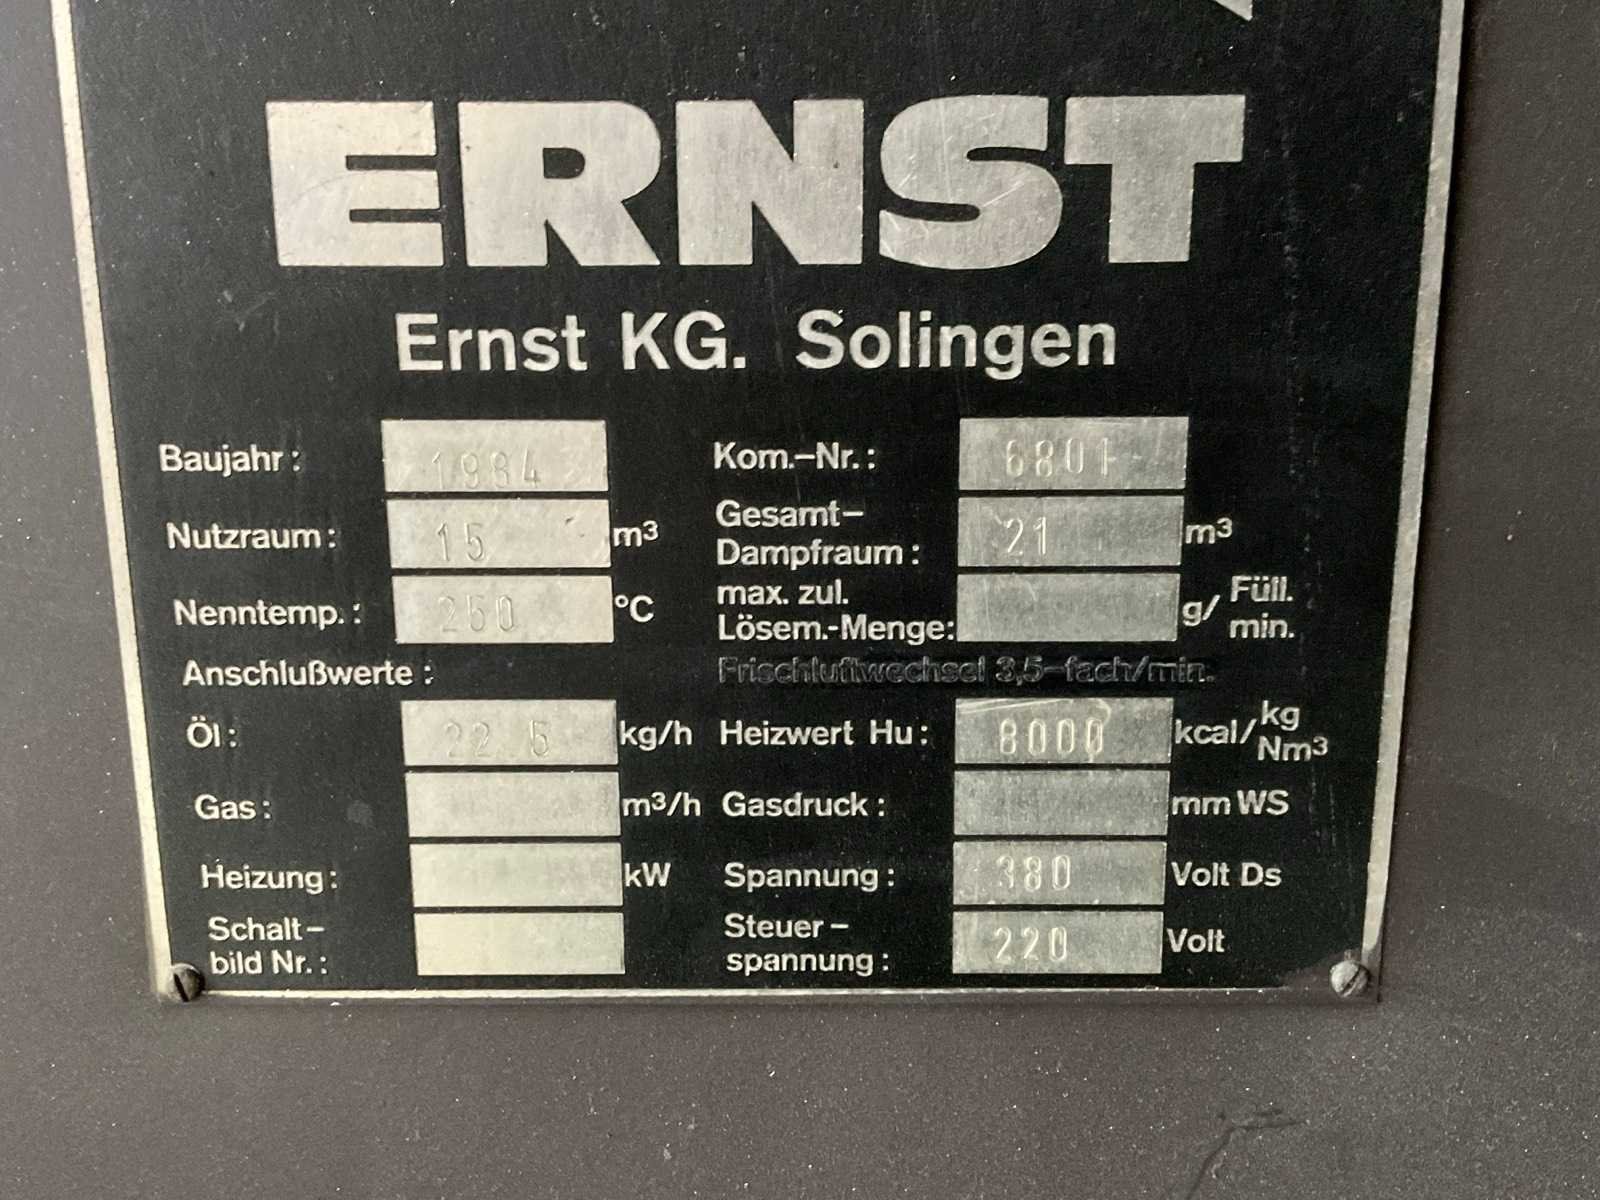 ERNST
Ernst KG. Solingen
Baujahr: 1984 Kom.-Nr.: 6801
Nutzraum: 15 m³ Gesamt-
Dampfraum: 21 m³
Nenntemp.: 250 °C max. zul.
Lösem.-Menge: g/ Füll.
min.
Anschlußwerte: Frischluftwechsel 3,5-fach/min.
Öl: 22 5 kg/h Heizwert Hu: 8000 kcal/ kg
Nm³
Gas: m³/h Gasdruck: mm WS
Heizung: kW Spannung: 380 Volt Ds
Schalt-
bild Nr.: Steuer-
spannung: 220 Volt